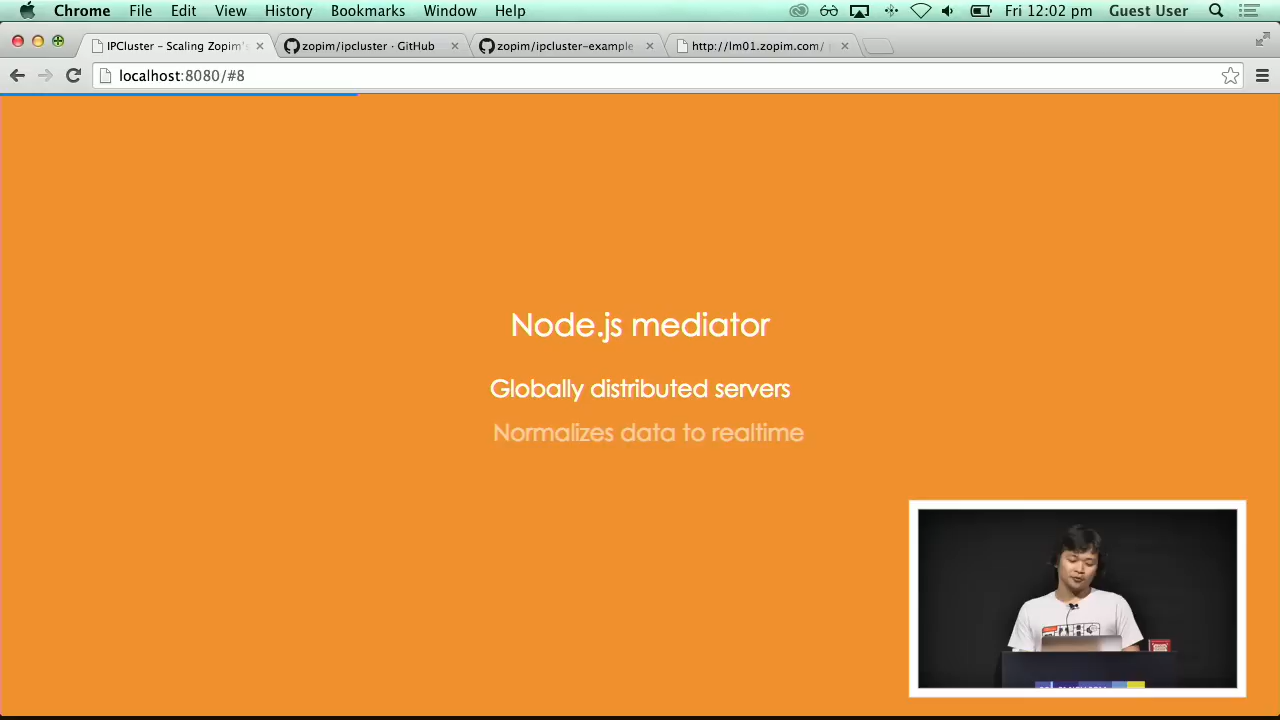 Chrome File Edit View History Bookmarks Window Help Fri 12:02 pm Guest User
IPCluster – Scaling Zopim's
zopim/ipcluster · GitHub
zopim/ipcluster-example
http://lm01.zopim.com/
localhost:8080/#8
Node.js mediator
Globally distributed servers
Normalizes data to realtime